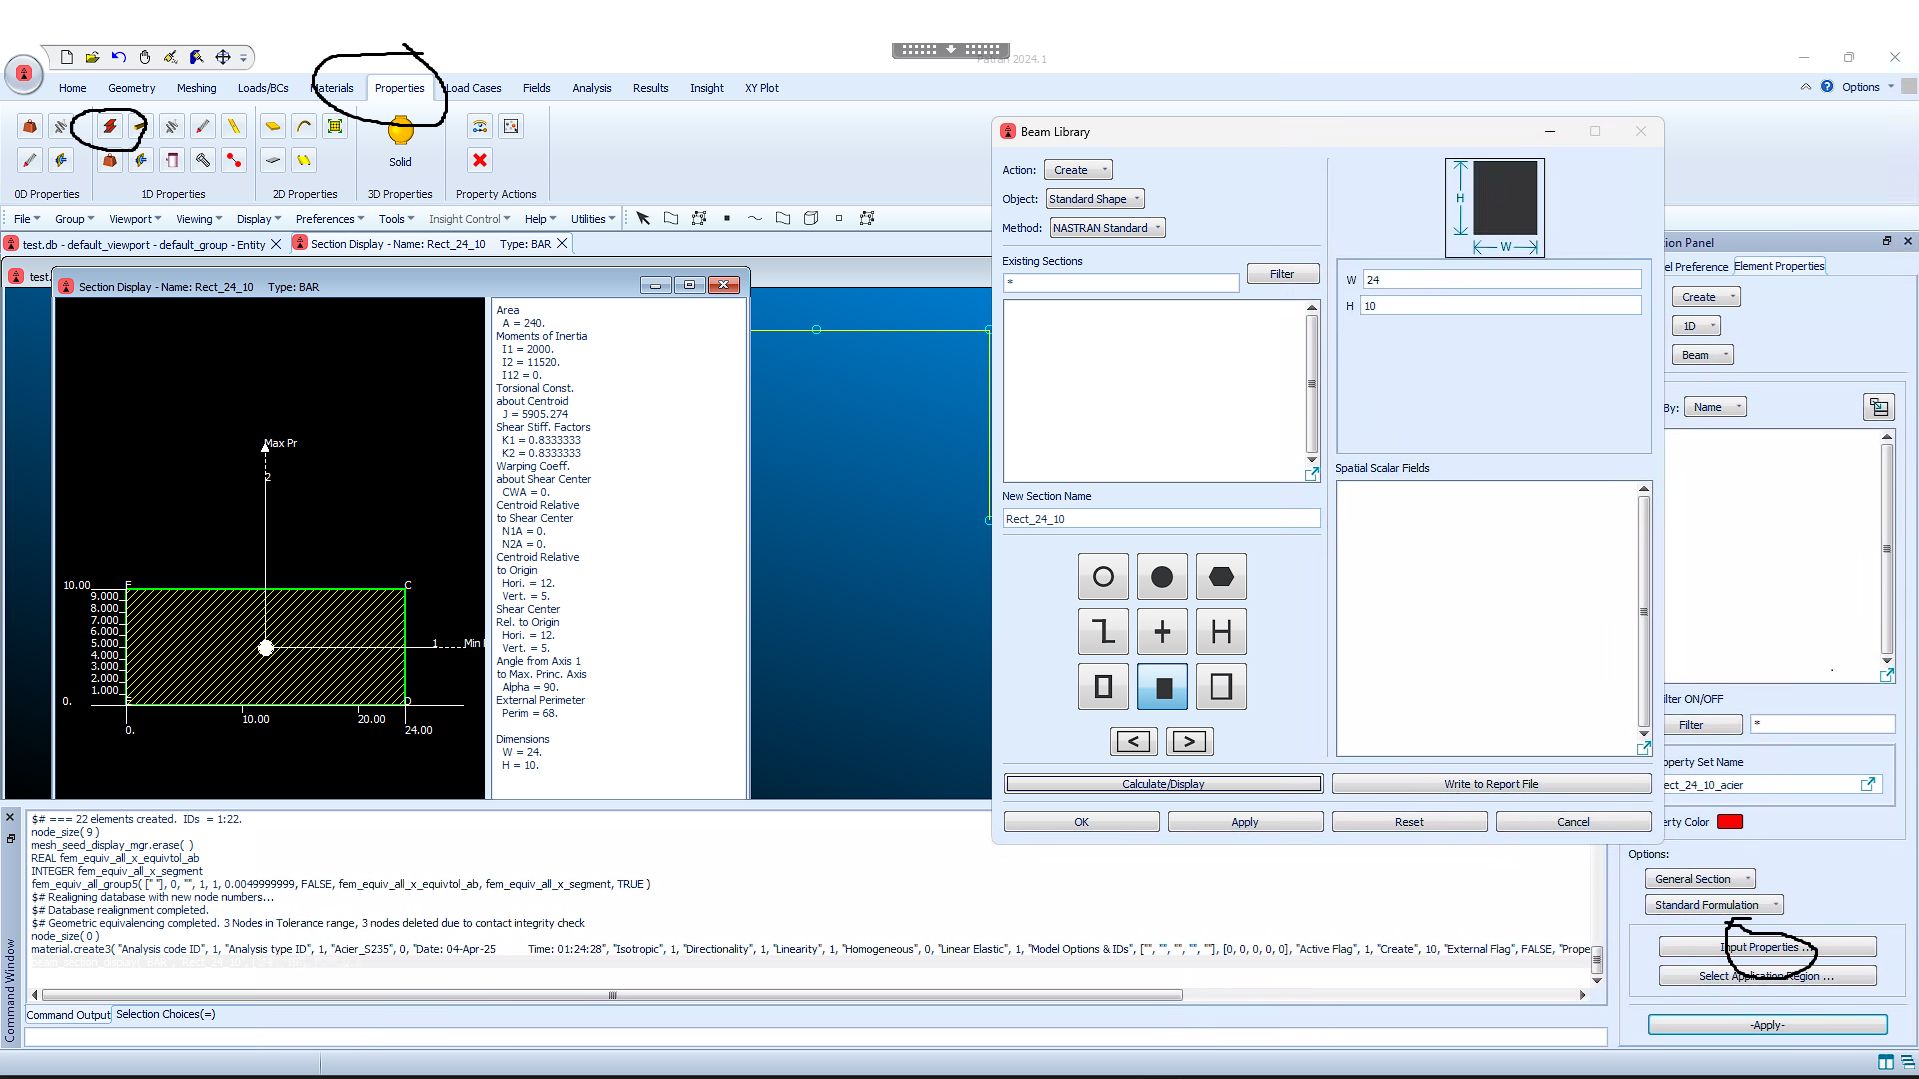 Patran 2024.1
Home Geometry Meshing Loads/BCs Materials Properties Load Cases Fields Analysis Results Insight XY Plot
Options
Solid
0D Properties 1D Properties 2D Properties 3D Properties Property Actions
File Group Viewport Viewing Display Preferences Tools Insight Control Help Utilities
test.db - default_viewport - default_group - Entity
Section Display - Name: Rect_24_10 Type: BAR
test.
Section Display - Name: Rect_24_10 Type: BAR
Max Pr
2
1
Min
F
C
E
D
10.00
9.000
8.000
7.000
6.000
5.000
4.000
3.000
2.000
1.000
0.
0.
10.00
20.00
24.00
Area
A = 240.
Moments of Inertia
I1 = 2000.
I2 = 11520.
I12 = 0.
Torsional Const.
about Centroid
J = 5905.274
Shear Stiff. Factors
K1 = 0.8333333
K2 = 0.8333333
Warping Coeff.
about Shear Center
CWA = 0.
Centroid Relative
to Shear Center
N1A = 0.
N2A = 0.
Centroid Relative
to Origin
Hori. = 12.
Vert. = 5.
Shear Center
Rel. to Origin
Hori. = 12.
Vert. = 5.
Angle from Axis 1
to Max. Princ. Axis
Alpha = 90.
External Perimeter
Perim = 68.
Dimensions
W = 24.
H = 10.
Beam Library
Action: Create
Object: Standard Shape
Method: NASTRAN Standard
Existing Sections
Filter
*
New Section Name
Rect_24_10
< >
H
W
W 24
H 10
Spatial Scalar Fields
Calculate/Display Write to Report File
OK Apply Reset Cancel
tion Panel
el Preference Element Properties
Create
1D
Beam
By: Name
ilter ON/OFF
Filter *
operty Set Name
ect_24_10_acier
erty Color
Options:
General Section
Standard Formulation
Input Properties ...
Select Application Region ...
-Apply-
$# === 22 elements created. IDs = 1:22.
node_size( 9 )
mesh_seed_display_mgr.erase( )
REAL fem_equiv_all_x_equivtol_ab
INTEGER fem_equiv_all_x_segment
fem_equiv_all_group5( [" "], 0, "", 1, 1, 0.0049999999, FALSE, fem_equiv_all_x_equivtol_ab, fem_equiv_all_x_segment, TRUE )
$# Realigning database with new node numbers...
$# Database realignment completed.
$# Geometric equivalencing completed. 3 Nodes in Tolerance range, 3 nodes deleted due to contact integrity check
node_size( 0 )
material.create3( "Analysis code ID", 1, "Analysis type ID", 1, "Acier_S235", 0, "Date: 04-Apr-25 Time: 01:24:28", "Isotropic", 1, "Directionality", 1, "Linearity", 1, "Homogeneous", 0, "Linear Elastic", 1, "Model Options & IDs", ["", "", "", "", ""], [0, 0, 0, 0, 0], "Active Flag", 1, "Create", 10, "External Flag", FALSE, "Prope
Command Window
Command Output Selection Choices(=)